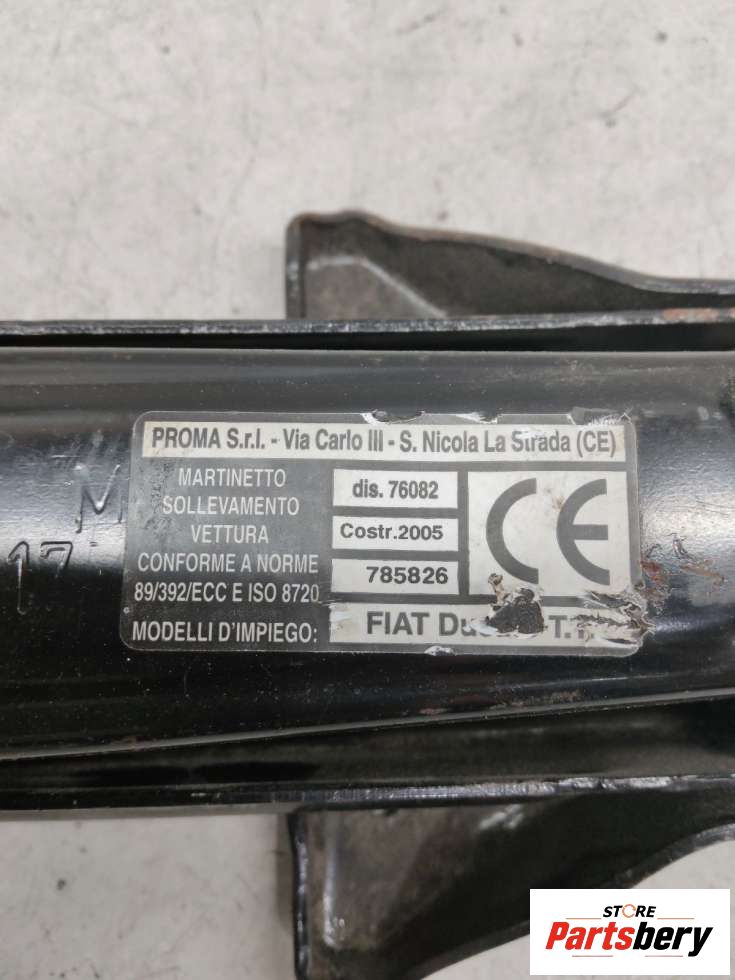 PROMA S.r.l. - Via Carlo III - S. Nicola La Strada (CE)
MARTINETTO
SOLLEVAMENTO
VETTURA
CONFORME A NORME
89/392/ECC E ISO 8720
MODELLI D'IMPIEGO:
dis. 76082
Costr.2005
785826
FIAT
CE
M
17
STORE
Partsbery